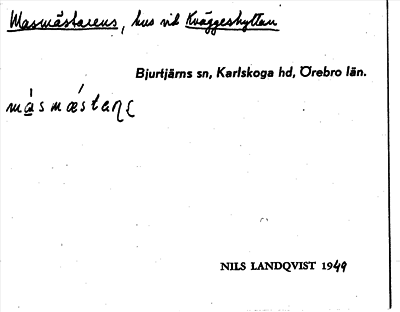 Masmästarens, hus vid Kväggeshyttan
Bjurtjärns sn, Karlskoga hd, Örebro län.
NILS LANDQVIST 1949